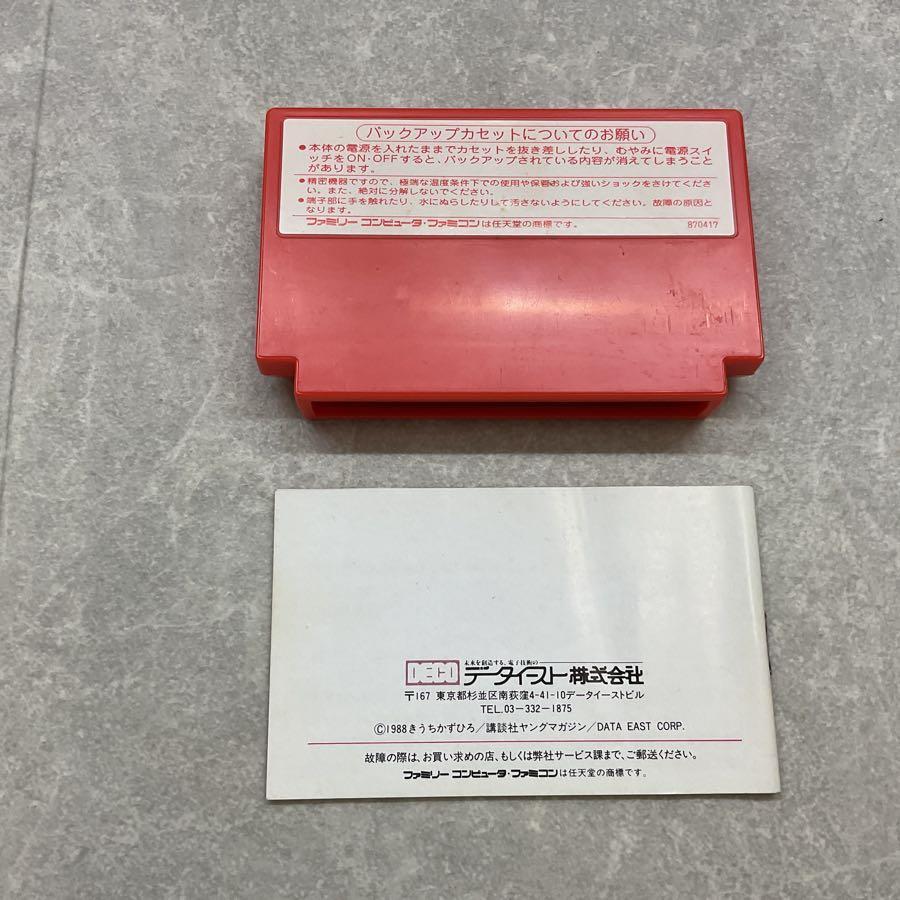 バックアップカセットについてのお願い
●本体の電源を入れたままでカセットを抜き差ししたり、むやみに電源スイ
ッチをON・OFFすると、バックアップされている内容が消えてしまうこと
があります。
●精密機器ですので、極端な温度条件下での使用や保管および強いショックをさけてくださ
い。また、絶対に分解しないでください。
●端子部に手を触れたり、水にぬらしたりして汚さないようにしてください。故障の原因と
なります。
ファミリー コンピュータ・ファミコンは任天堂の商標です。 870417
DECO 未来を創造する、電子技術の データイースト株式会社
〒167 東京都杉並区南荻窪4-41-10データイーストビル
TEL.03-332-1875
©1988きうちかずひろ/講談社ヤングマガジン/DATA EAST CORP.
故障の際は、お買い求めの店、もしくは弊社サービス課まで、ご郵送ください。
ファミリー コンピュータ・ファミコンは任天堂の商標です。